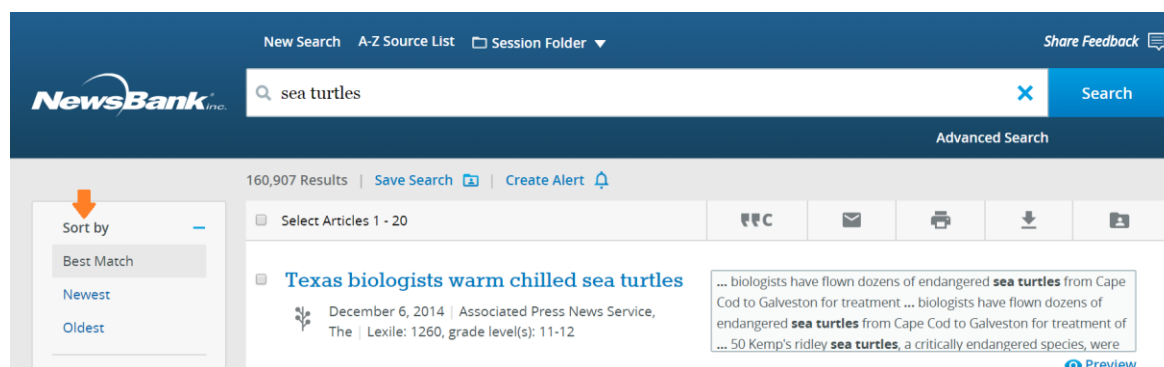 New Search A-Z Source List Session Folder
Share Feedback
NewsBank inc.
sea turtles
Search
Advanced Search
160,907 Results | Save Search | Create Alert
Sort by
Best Match
Newest
Oldest
Select Articles 1 - 20
Texas biologists warm chilled sea turtles
December 6, 2014 | Associated Press News Service,
The | Lexile: 1260, grade level(s): 11-12
... biologists have flown dozens of endangered sea turtles from Cape
Cod to Galveston for treatment ... biologists have flown dozens of
endangered sea turtles from Cape Cod to Galveston for treatment of
... 50 Kemp's ridley sea turtles, a critically endangered species, were
Preview